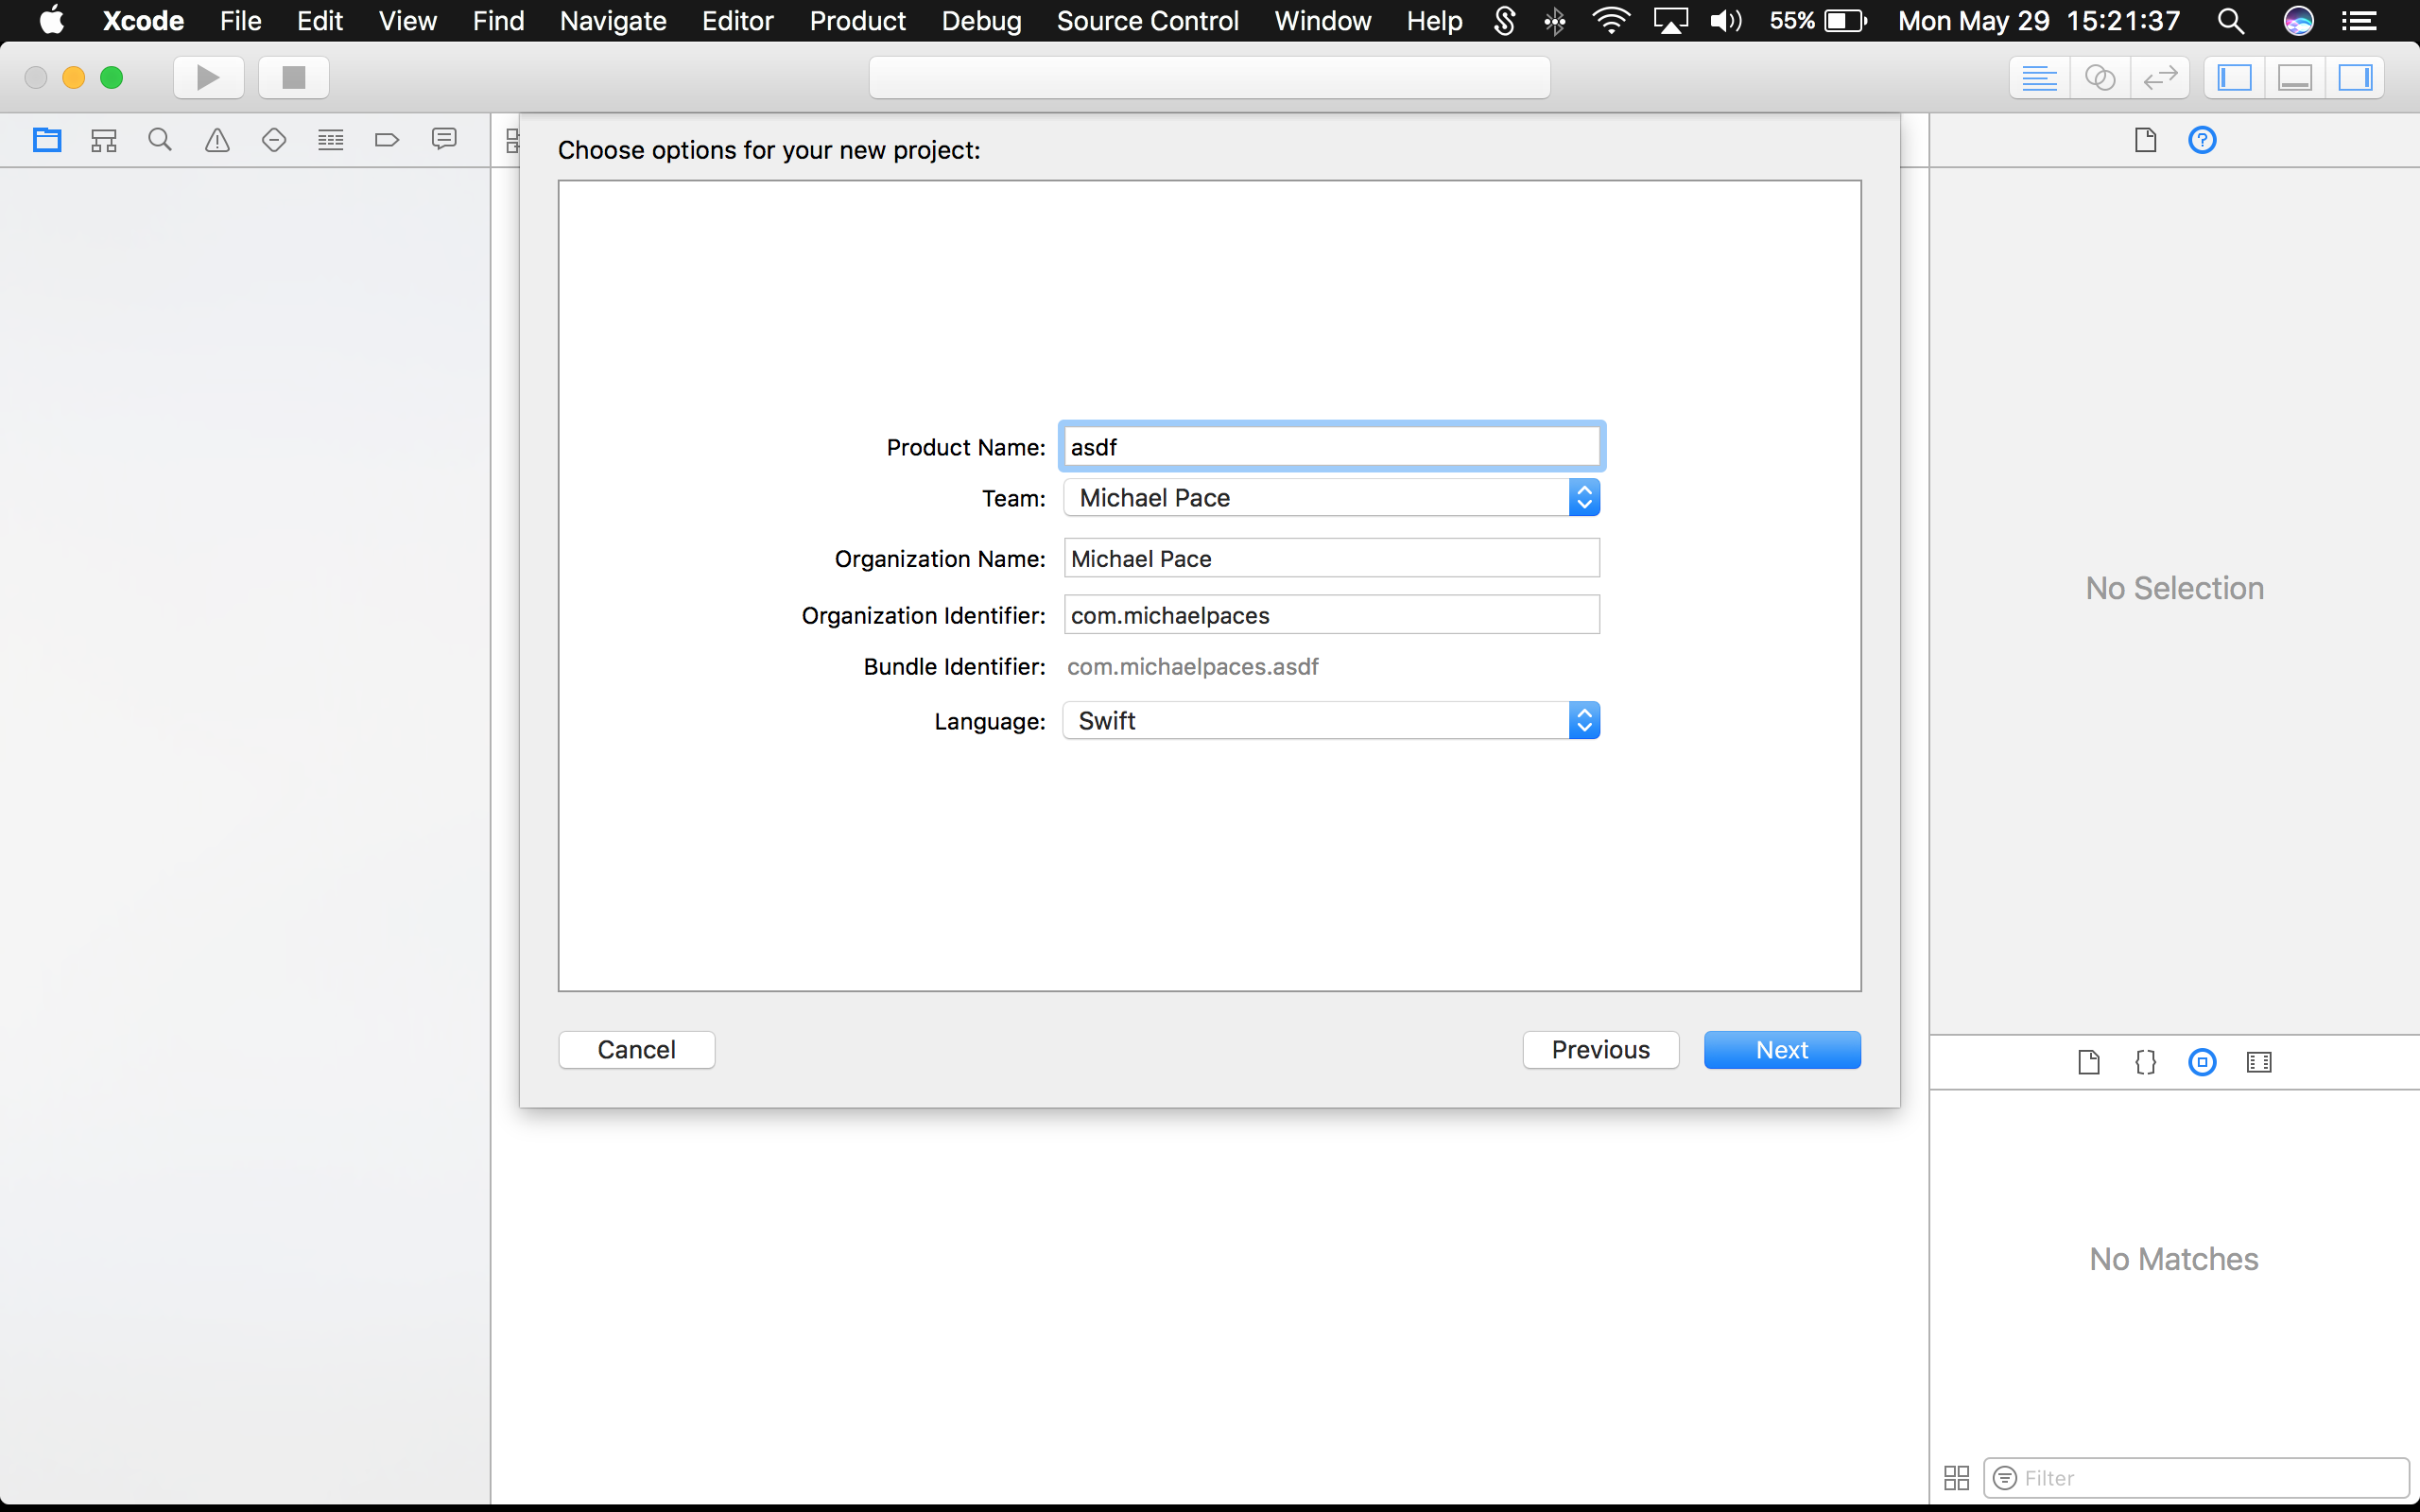 Xcode File Edit View Find Navigate Editor Product Debug Source Control Window Help 55% Mon May 29 15:21:37
Choose options for your new project:
Product Name: asdf
Team: Michael Pace
Organization Name: Michael Pace
Organization Identifier: com.michaelpaces
Bundle Identifier: com.michaelpaces.asdf
Language: Swift
No Selection
Cancel Previous Next
No Matches
Filter